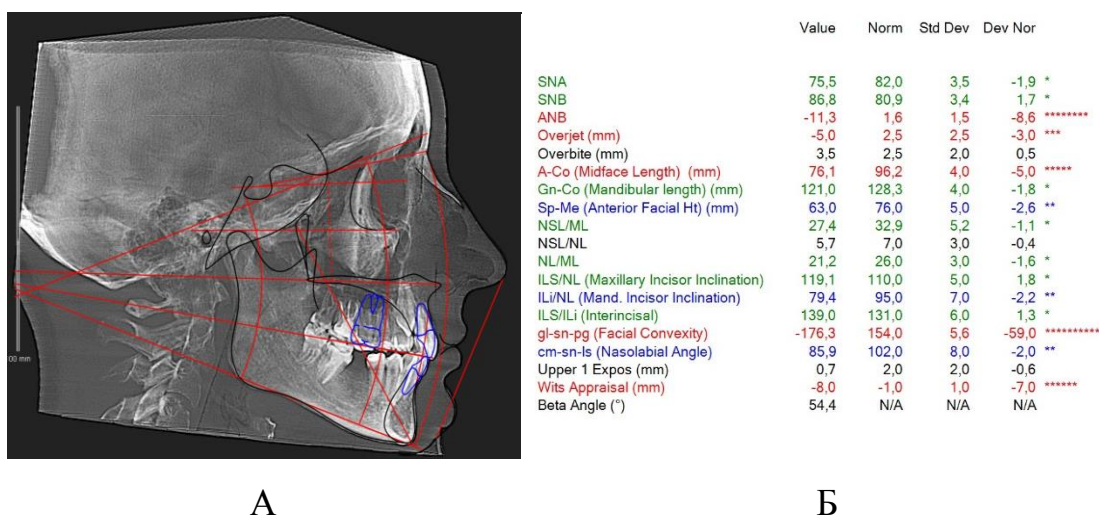 Value Norm Std Dev Dev Nor
SNA 75,5 82,0 3,5 -1,9 *
SNB 86,8 80,9 3,4 1,7 *
ANB -11,3 1,6 1,5 -8,6 ********
Overjet (mm) -5,0 2,5 2,5 -3,0 ***
Overbite (mm) 3,5 2,5 2,0 0,5
A-Co (Midface Length) (mm) 76,1 96,2 4,0 -5,0 *****
Gn-Co (Mandibular length) (mm) 121,0 128,3 4,0 -1,8 *
Sp-Me (Anterior Facial Ht) (mm) 63,0 76,0 5,0 -2,6 **
NSL/ML 27,4 32,9 5,2 -1,1 *
NSL/NL 5,7 7,0 3,0 -0,4
NL/ML 21,2 26,0 3,0 -1,6 *
ILS/NL (Maxillary Incisor Inclination) 119,1 110,0 5,0 1,8 *
ILi/NL (Mand. Incisor Inclination) 79,4 95,0 7,0 -2,2 **
ILS/ILi (Interincisal) 139,0 131,0 6,0 1,3 *
gl-sn-pg (Facial Convexity) -176,3 154,0 5,6 -59,0 **********
cm-sn-ls (Nasolabial Angle) 85,9 102,0 8,0 -2,0 **
Upper 1 Expos (mm) 0,7 2,0 2,0 -0,6
Wits Appraisal (mm) -8,0 -1,0 1,0 -7,0 ******
Beta Angle (°) 54,4 N/A N/A N/A
00 mm
А Б